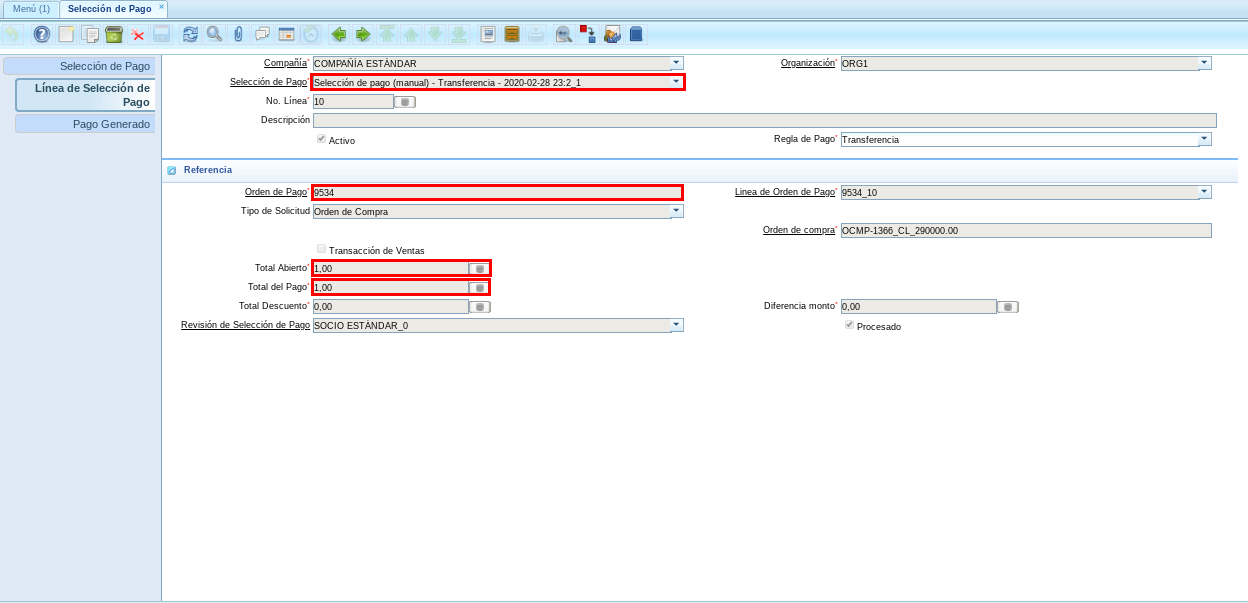 Menú (1) Selección de Pago ×
Selección de Pago
Línea de Selección de
Pago
Pago Generado
Compañía* COMPAÑÍA ESTÁNDAR Organización* ORG1
Selección de Pago* Selección de pago (manual) - Transferencia - 2020-02-28 23:2_1
No. Línea* 10
Descripción
Activo Regla de Pago* Transferencia
Referencia
Orden de Pago* 9534 Linea de Orden de Pago* 9534_10
Tipo de Solicitud Orden de Compra
Orden de compra* OCMP-1366_CL_290000.00
Transacción de Ventas
Total Abierto* 1,00
Total del Pago* 1,00
Total Descuento* 0,00 Diferencia monto* 0,00
Revisión de Selección de Pago SOCIO ESTÁNDAR_0 Procesado